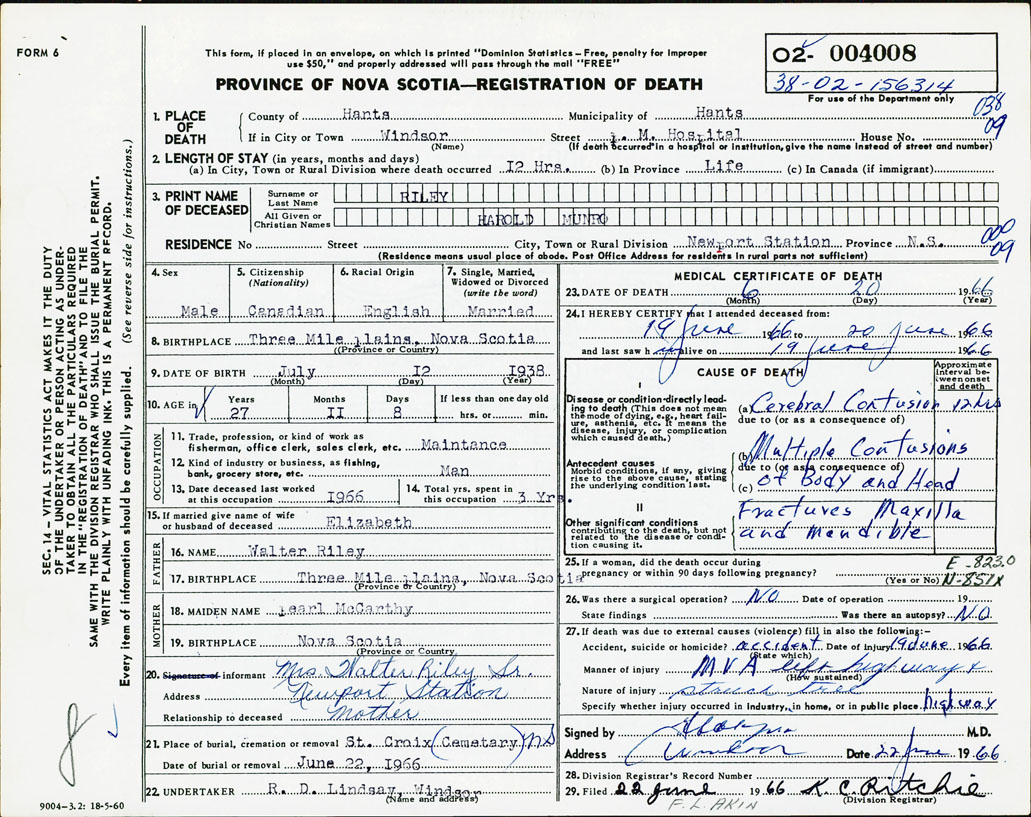 FORM 6
This form, if placed in an envelope, on which is printed "Dominion Statistics – Free, penalty for improper
use $50," and properly addressed will pass through the mail "FREE"
PROVINCE OF NOVA SCOTIA—REGISTRATION OF DEATH
02- 004008
38-02-156314
For use of the Department only
038
09
1. PLACE OF DEATH
County of Hants Municipality of Hants
If in City or Town Windsor Street M. Hospital House No.
(Name) (If death occurred in a hospital or institution, give the name instead of street and number)
2. LENGTH OF STAY (in years, months and days)
(a) In City, Town or Rural Division where death occurred I2 Hrs. (b) In Province Life (c) In Canada (if immigrant)
3. PRINT NAME OF DECEASED
Surname or Last Name RILEY
All Given or Christian Names HAROLD MUNRO
000
09
RESIDENCE No Street City, Town or Rural Division Newport Station Province N.S.
(Residence means usual place of abode. Post Office Address for residents in rural parts not sufficient)
4. Sex Male
5. Citizenship (Nationality) Canadian
6. Racial Origin English
7. Single, Married, Widowed or Divorced (write the word) Married
8. BIRTHPLACE Three Mile plains, Nova Scotia
(Province or Country)
9. DATE OF BIRTH July I2 I938
(Month) (Day) (Year)
10. AGE in Years 27 Months II Days 8 If less than one day old hrs. or min.
OCCUPATION
11. Trade, profession, or kind of work as
fisherman, office clerk, sales clerk, etc. Maintance
12. Kind of industry or business, as fishing,
bank, grocery store, etc. Man
13. Date deceased last worked
at this occupation I966
14. Total yrs. spent in
this occupation 3 Yrs.
15. If married give name of wife
or husband of deceased Elizabeth
FATHER
16. NAME Walter Riley
17. BIRTHPLACE Three Mile plains, Nova Scotia
(Province or Country)
MOTHER
18. MAIDEN NAME earl McCarthy
19. BIRTHPLACE Nova Scotia
(Province or Country
20. Signature of informant Mrs. Walter Riley Sr.
Address Newport Station
Relationship to deceased Mother
21. Place of burial, cremation or removal St. Croix (Cemetary) NS
Date of burial or removal June 22, I966
22. UNDERTAKER R. D. Lindsay, Windsor
(Name and address)
MEDICAL CERTIFICATE OF DEATH
23. DATE OF DEATH 6 20 1966
(Month) (Day) (Year)
24. I HEREBY CERTIFY that I attended deceased from:
19 June 1966 to 20 June 1966
and last saw h alive on 19 June 1966
CAUSE OF DEATH
Approximate interval between onset and death
I
Disease or condition directly leading to death (This does not mean the mode of dying, e.g., heart failure, asthenia, etc. It means the disease, injury, or complication which caused death.)
(a) Cerebral Contusion 12 hrs
due to (or as a consequence of)
Antecedent causes
Morbid conditions, if any, giving rise to the above cause, stating the underlying condition last.
(b) Multiple Contusions
due to (or as a consequence of)
(c) of Body and Head
II
Other significant conditions
contributing to the death, but not related to the disease or condition causing it.
Fractures Maxilla
and Mandible
25. If a woman, did the death occur during
pregnancy or within 90 days following pregnancy?
(Yes or No)
E-823.0
N-851X
26. Was there a surgical operation? NO Date of operation 19
State findings Was there an autopsy? NO
27. If death was due to external causes (violence) fill in also the following:–
Accident, suicide or homicide? accident Date of injury 19 June 1966
(State which)
Manner of injury MVA left highway &
(How sustained)
Nature of injury struck tree
Specify whether injury occurred in industry, in home, or in public place highway
Signed by M.D.
Address Windsor Date 22 June 1966
28. Division Registrar's Record Number
29. Filed 22 June 1966 K C Ritchie
(Division Registrar)
F. L. AKIN
SEC. 14 – VITAL STATISTICS ACT MAKES IT THE DUTY
OF THE UNDERTAKER OR PERSON ACTING AS UNDER-
TAKER TO OBTAIN ALL THE PARTICULARS REQUIRED
IN THE "REGISTRATION OF DEATH" AND TO FILE THE
SAME WITH THE DIVISION REGISTRAR WHO SHALL ISSUE THE BURIAL PERMIT.
WRITE PLAINLY WITH UNFADING INK. THIS IS A PERMANENT RECORD.
Every item of information should be carefully supplied. (See reverse side for instructions.)
9004–3.2: 18-5-60